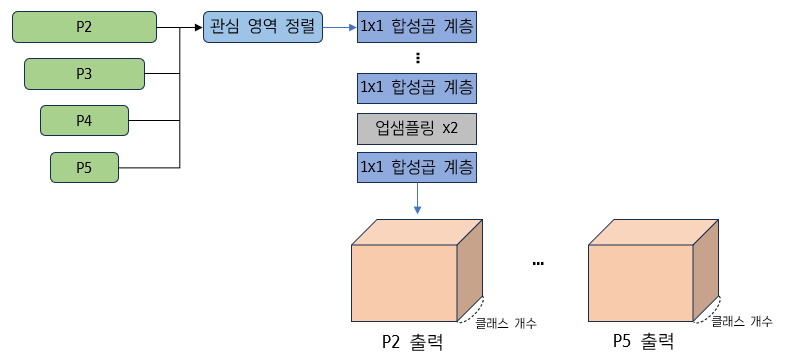 P2
관심 영역 정렬
1x1 합성곱 계층
P3
⋮
1x1 합성곱 계층
P4
업샘플링 x2
P5
1x1 합성곱 계층
...
클래스 개수
클래스 개수
P2 출력
P5 출력